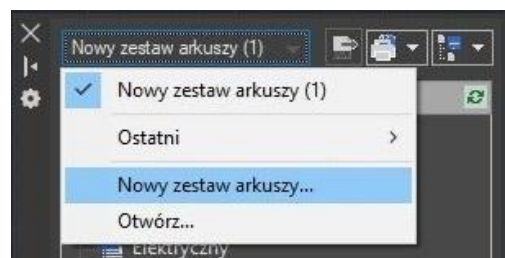 Nowy zestaw arkuszy (1)
Nowy zestaw arkuszy (1)
Ostatni
Nowy zestaw arkuszy...
Otwórz...
Elektryczny